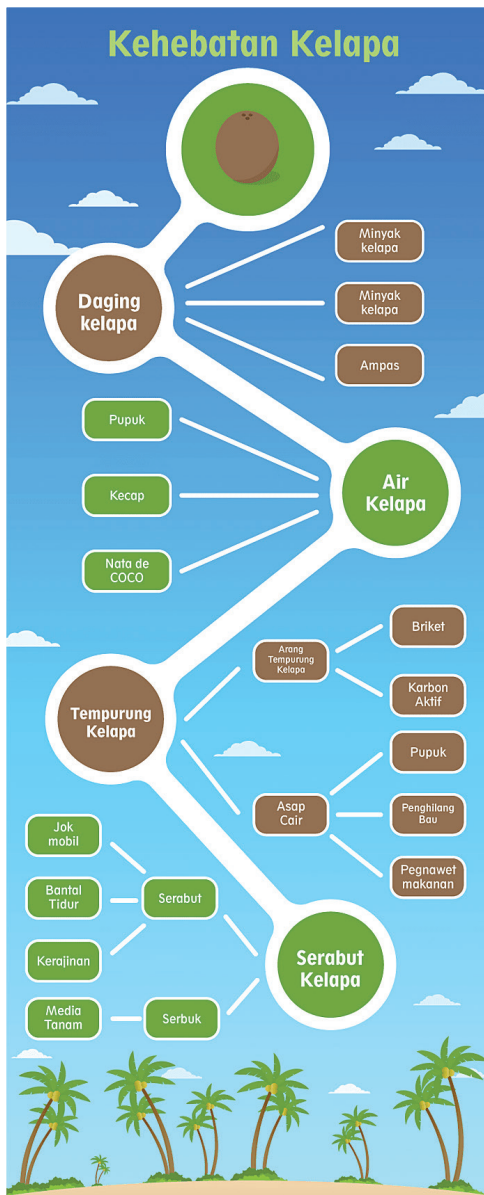 Kehebatan Kelapa
Daging
kelapa
Minyak
kelapa
Minyak
kelapa
Ampas
Air
Kelapa
Pupuk
Kecap
Nata de
COCO
Tempurung
Kelapa
Arang
Tempurung
Kelapa
Briket
Karbon
Aktif
Asap
Cair
Pupuk
Penghilang
Bau
Pegnawet
makanan
Serabut
Kelapa
Serabut
Jok
mobil
Bantal
Tidur
Kerajinan
Serbuk
Media
Tanam